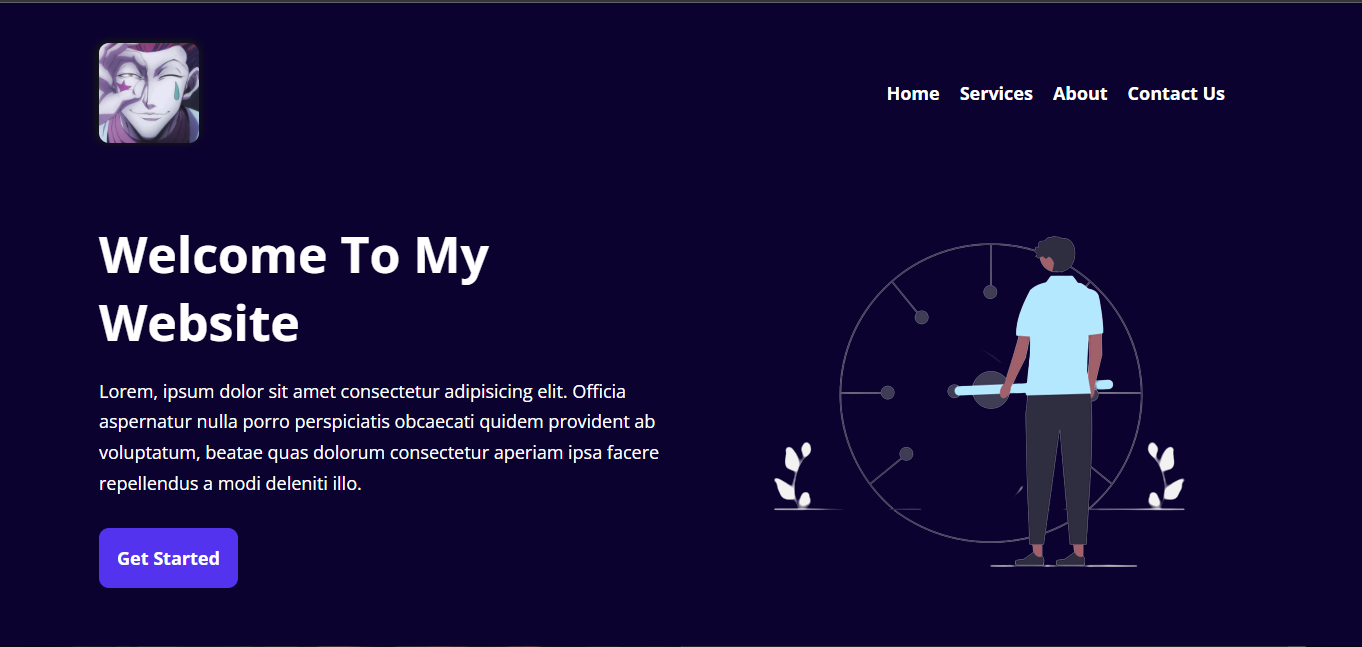 Home Services About Contact Us
Welcome To My
Website
Lorem, ipsum dolor sit amet consectetur adipisicing elit. Officia
aspernatur nulla porro perspiciatis obcaecati quidem provident ab
voluptatum, beatae quas dolorum consectetur aperiam ipsa facere
repellendus a modi deleniti illo.
Get Started